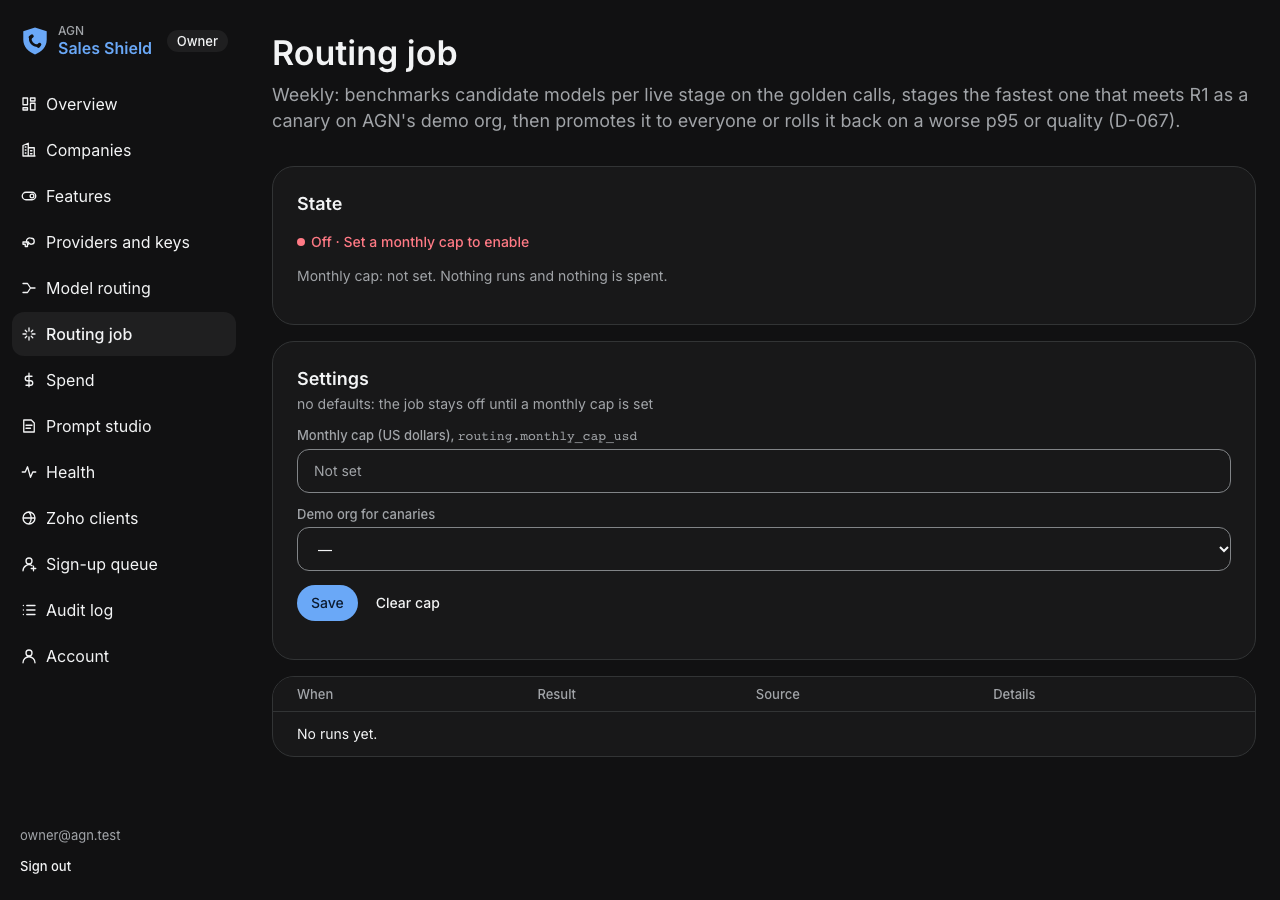 AGN
Sales Shield
Owner
Overview
Companies
Features
Providers and keys
Model routing
Routing job
Spend
Prompt studio
Health
Zoho clients
Sign-up queue
Audit log
Account
owner@agn.test
Sign out
Routing job
Weekly: benchmarks candidate models per live stage on the golden calls, stages the fastest one that meets R1 as a
canary on AGN's demo org, then promotes it to everyone or rolls it back on a worse p95 or quality (D-067).
State
Off · Set a monthly cap to enable
Monthly cap: not set. Nothing runs and nothing is spent.
Settings
no defaults: the job stays off until a monthly cap is set
Monthly cap (US dollars), routing.monthly_cap_usd
Not set
Demo org for canaries
—
Save Clear cap
When Result Source Details
No runs yet.